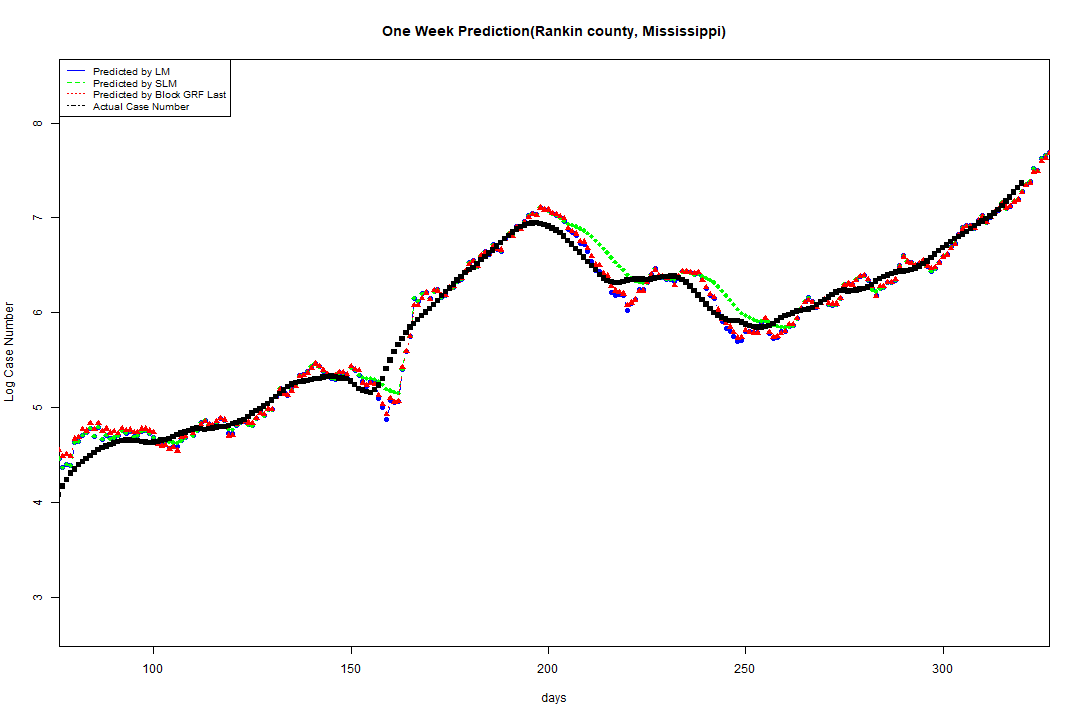 One Week Prediction(Rankin county, Mississippi)
Predicted by LM
Predicted by SLM
Predicted by Block GRF Last
Actual Case Number
Log Case Number
8
7
6
5
4
3
100 150 200 250 300
days